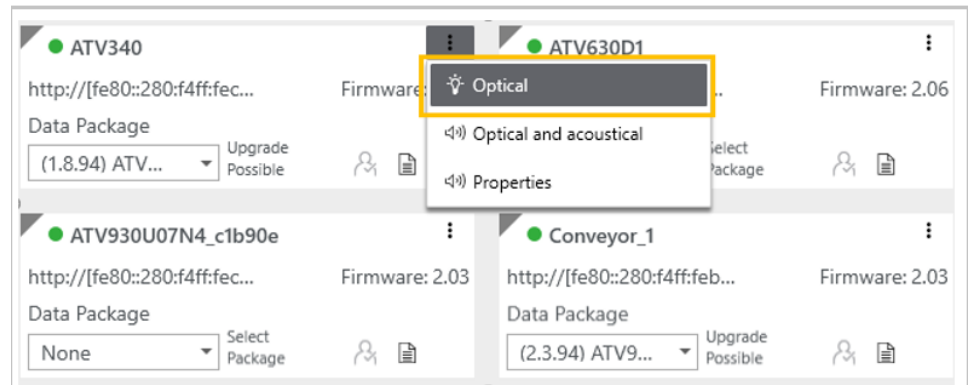 ATV340
http://[fe80::280:f4ff:fec...
Firmware:
Data Package
(1.8.94) ATV...
Upgrade
Possible
ATV630D1
..
Firmware: 2.06
Select
Package
Optical
Optical and acoustical
Properties
ATV930U07N4_c1b90e
http://[fe80::280:f4ff:fec...
Firmware: 2.03
Data Package
None
Select
Package
Conveyor_1
http://[fe80::280:f4ff:feb...
Firmware: 2.03
Data Package
(2.3.94) ATV9...
Upgrade
Possible